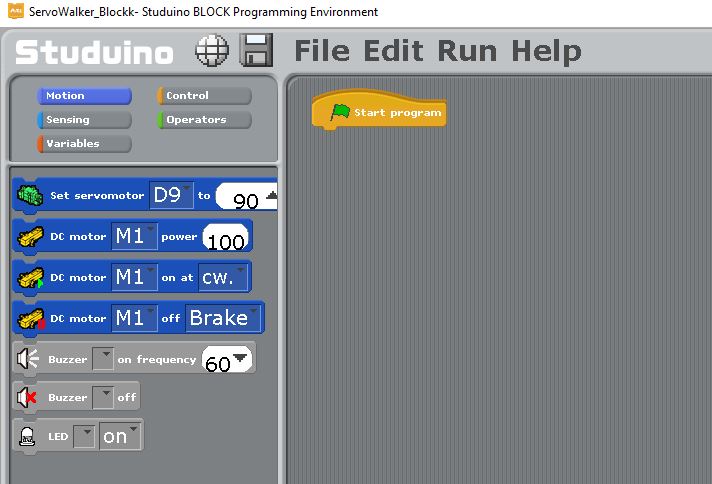 ServoWalker_Blockk- Studuino BLOCK Programming Environment
Studuino File Edit Run Help
Motion Control
Sensing Operators
Variables
Start program
Set servomotor D9 to 90
DC motor M1 power 100
DC motor M1 on at cw.
DC motor M1 off Brake
Buzzer on frequency 60
Buzzer off
LED on